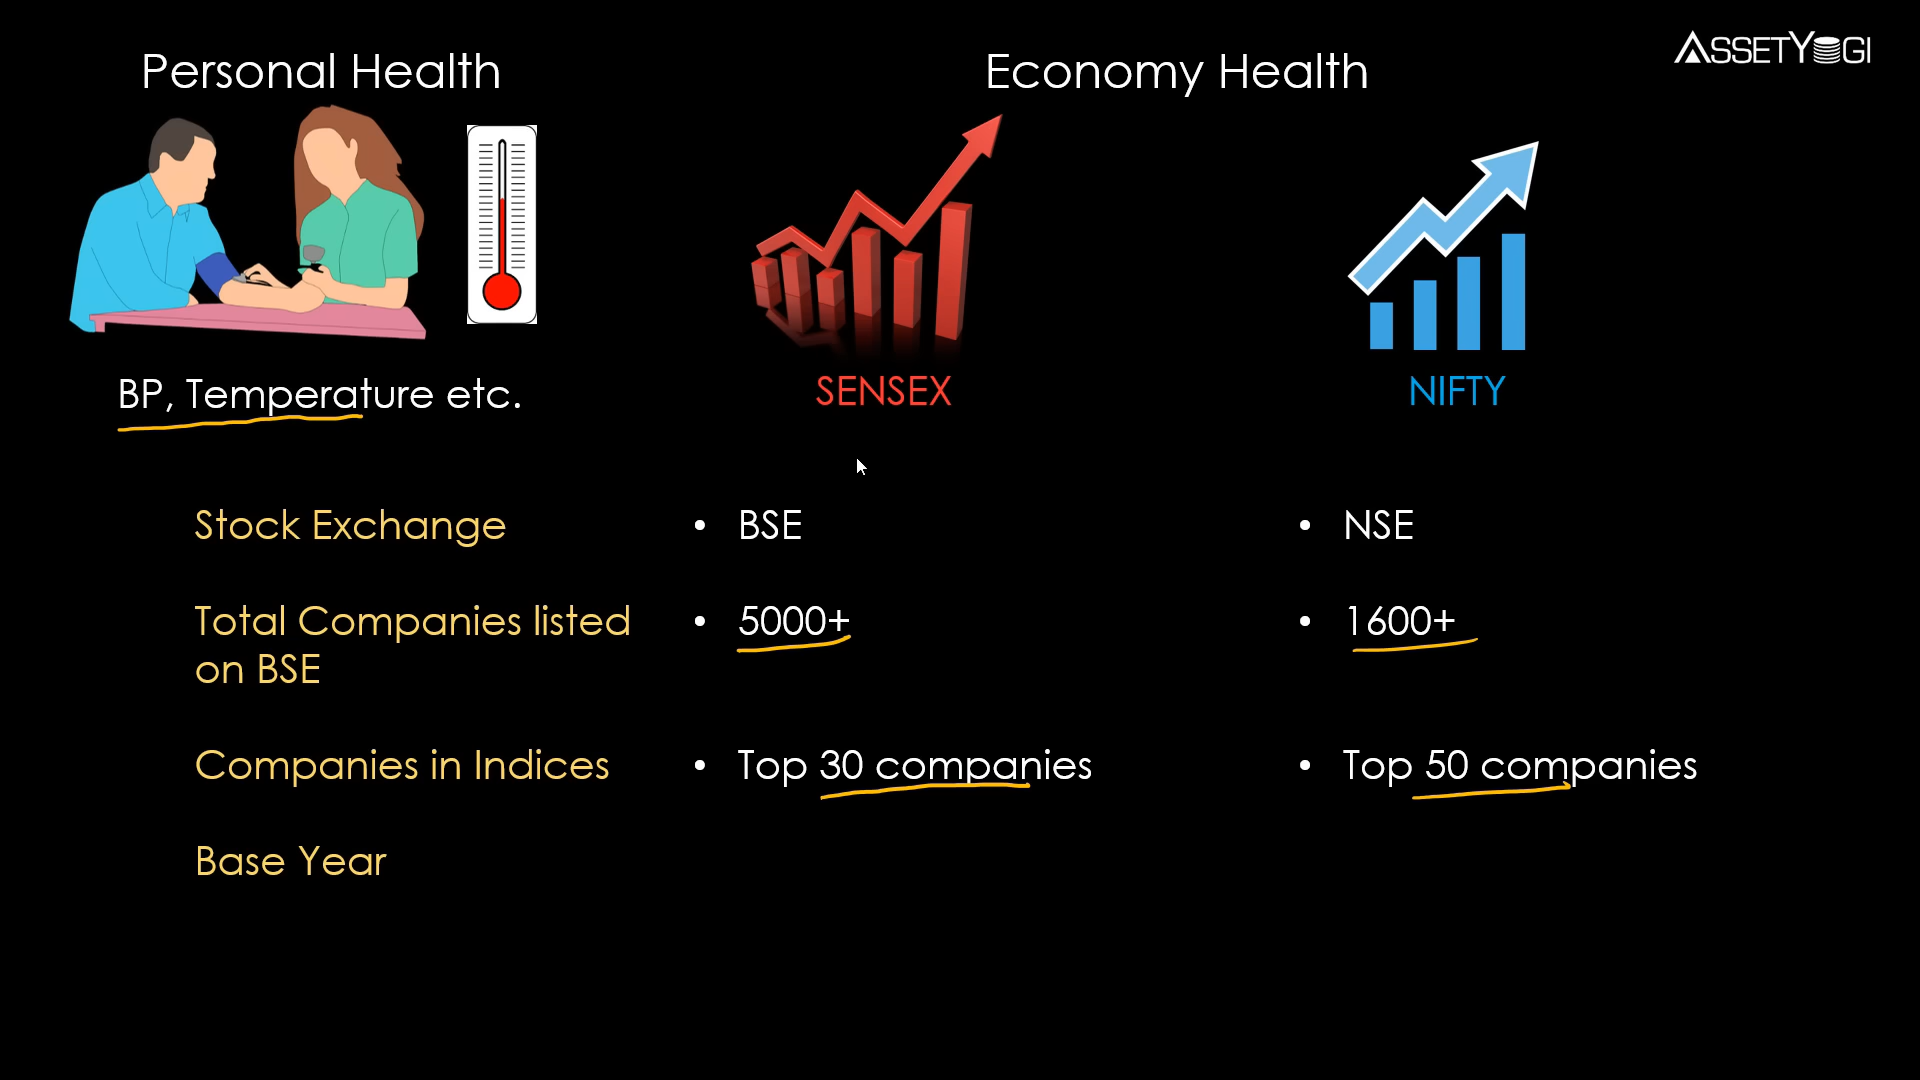 Personal Health
Economy Health
ASSETYOGI
BP, Temperature etc.
SENSEX
NIFTY
Stock Exchange
• BSE
• NSE
Total Companies listed
on BSE
• 5000+
• 1600+
Companies in Indices
• Top 30 companies
• Top 50 companies
Base Year